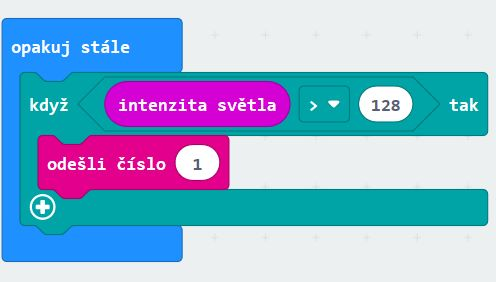 opakuj stále
když intenzita světla > 128 tak
odešli číslo 1